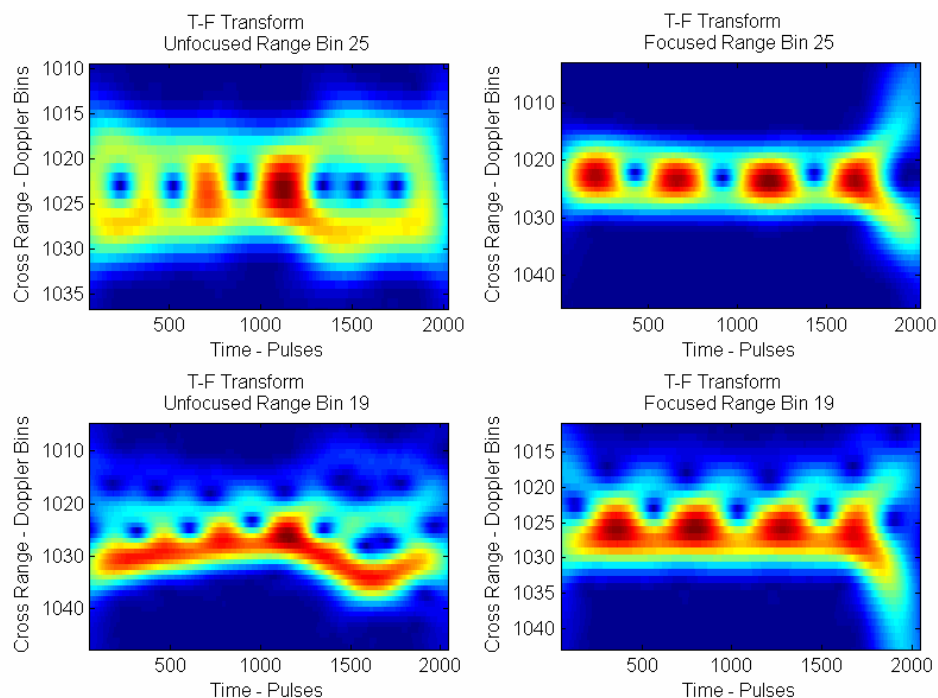 T-F Transform
Unfocused Range Bin 25
Cross Range - Doppler Bins
1010
1015
1020
1025
1030
1035
500
1000
1500
2000
Time - Pulses
T-F Transform
Focused Range Bin 25
Cross Range - Doppler Bins
1010
1020
1030
1040
500
1000
1500
2000
Time - Pulses
T-F Transform
Unfocused Range Bin 19
Cross Range - Doppler Bins
1010
1020
1030
1040
500
1000
1500
2000
Time - Pulses
T-F Transform
Focused Range Bin 19
Cross Range - Doppler Bins
1015
1020
1025
1030
1035
1040
500
1000
1500
2000
Time - Pulses